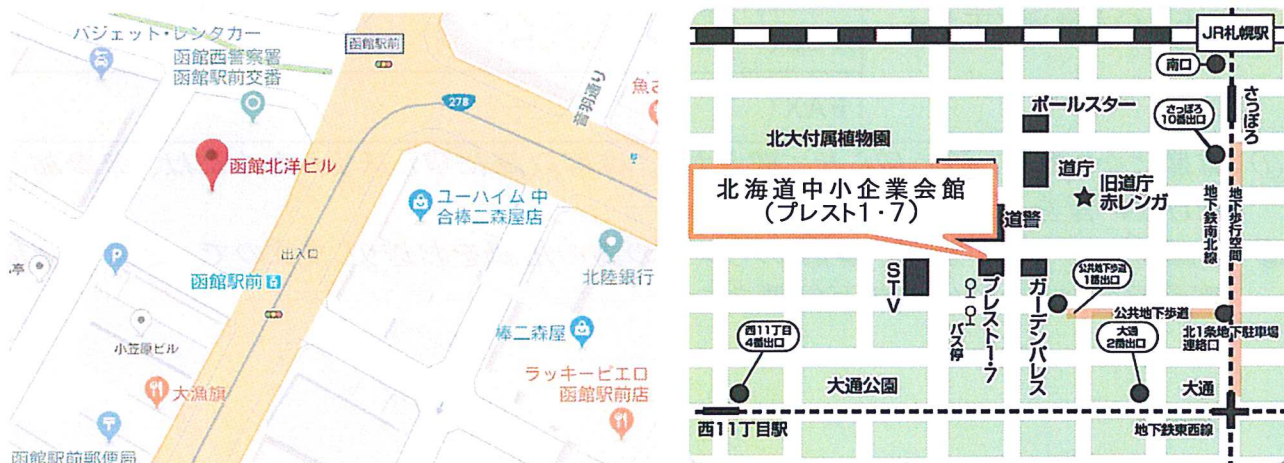 バジェット・レンタカー
函館西警察署
函館駅前交番
函館駅前
278
音羽通り
函館北洋ビル
ユーハイム 中
合棒二森屋店
出入口
函館駅前
北陸銀行
P
小笠原ビル
棒二森屋
大漁旗
ラッキーピエロ
函館駅前店
函館駅前郵便局
JR札幌駅
南口
さっぽろ
ポールスター
さっぽろ
10番出口
北大付属植物園
道庁
旧道庁
赤レンガ
北海道中小企業会館
(プレスト1・7)
道警
地下鉄南北線
地下歩行空間
STV
プレスト1・7
バス停
ガーデンパレス
公共地下歩道
1番出口
公共地下歩道
北1条地下駐車場
連絡口
西11丁目
4番出口
大通
2番出口
大通公園
大通
西11丁目駅
地下鉄東西線